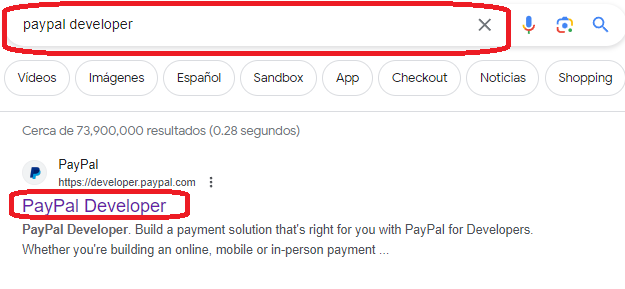 paypal developer
Vídeos Imágenes Español Sandbox App Checkout Noticias Shopping
Cerca de 73,900,000 resultados (0.28 segundos)
PayPal
https://developer.paypal.com
PayPal Developer
PayPal Developer. Build a payment solution that's right for you with PayPal for Developers.
Whether you're building an online, mobile or in-person payment ...